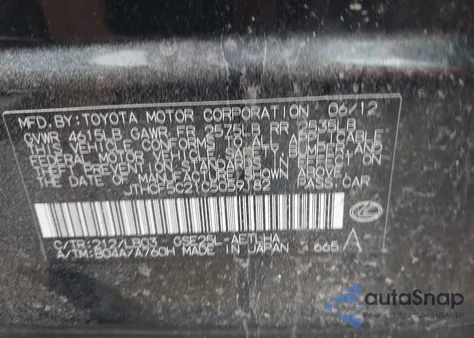 MFD.BY:TOYOTA MOTOR CORPORATION 06/12
GVWR 4615LB GAWR FR 2575LB RR 2535LB
THIS VEHICLE CONFORMS TO ALL APPLICABLE
FEDERAL MOTOR VEHICLE SAFETY, BUMPER, AND
THEFT PREVENTION STANDARDS IN EFFECT ON
THE DATE OF MANUFACTURE SHOWN ABOVE.
JTHCF5C21C5059182 PASS.CAR
C/TR:212/LB03 GSE25L-AETLHA
A/TM:B04A/A760H MADE IN JAPAN 665 A
autoSnap